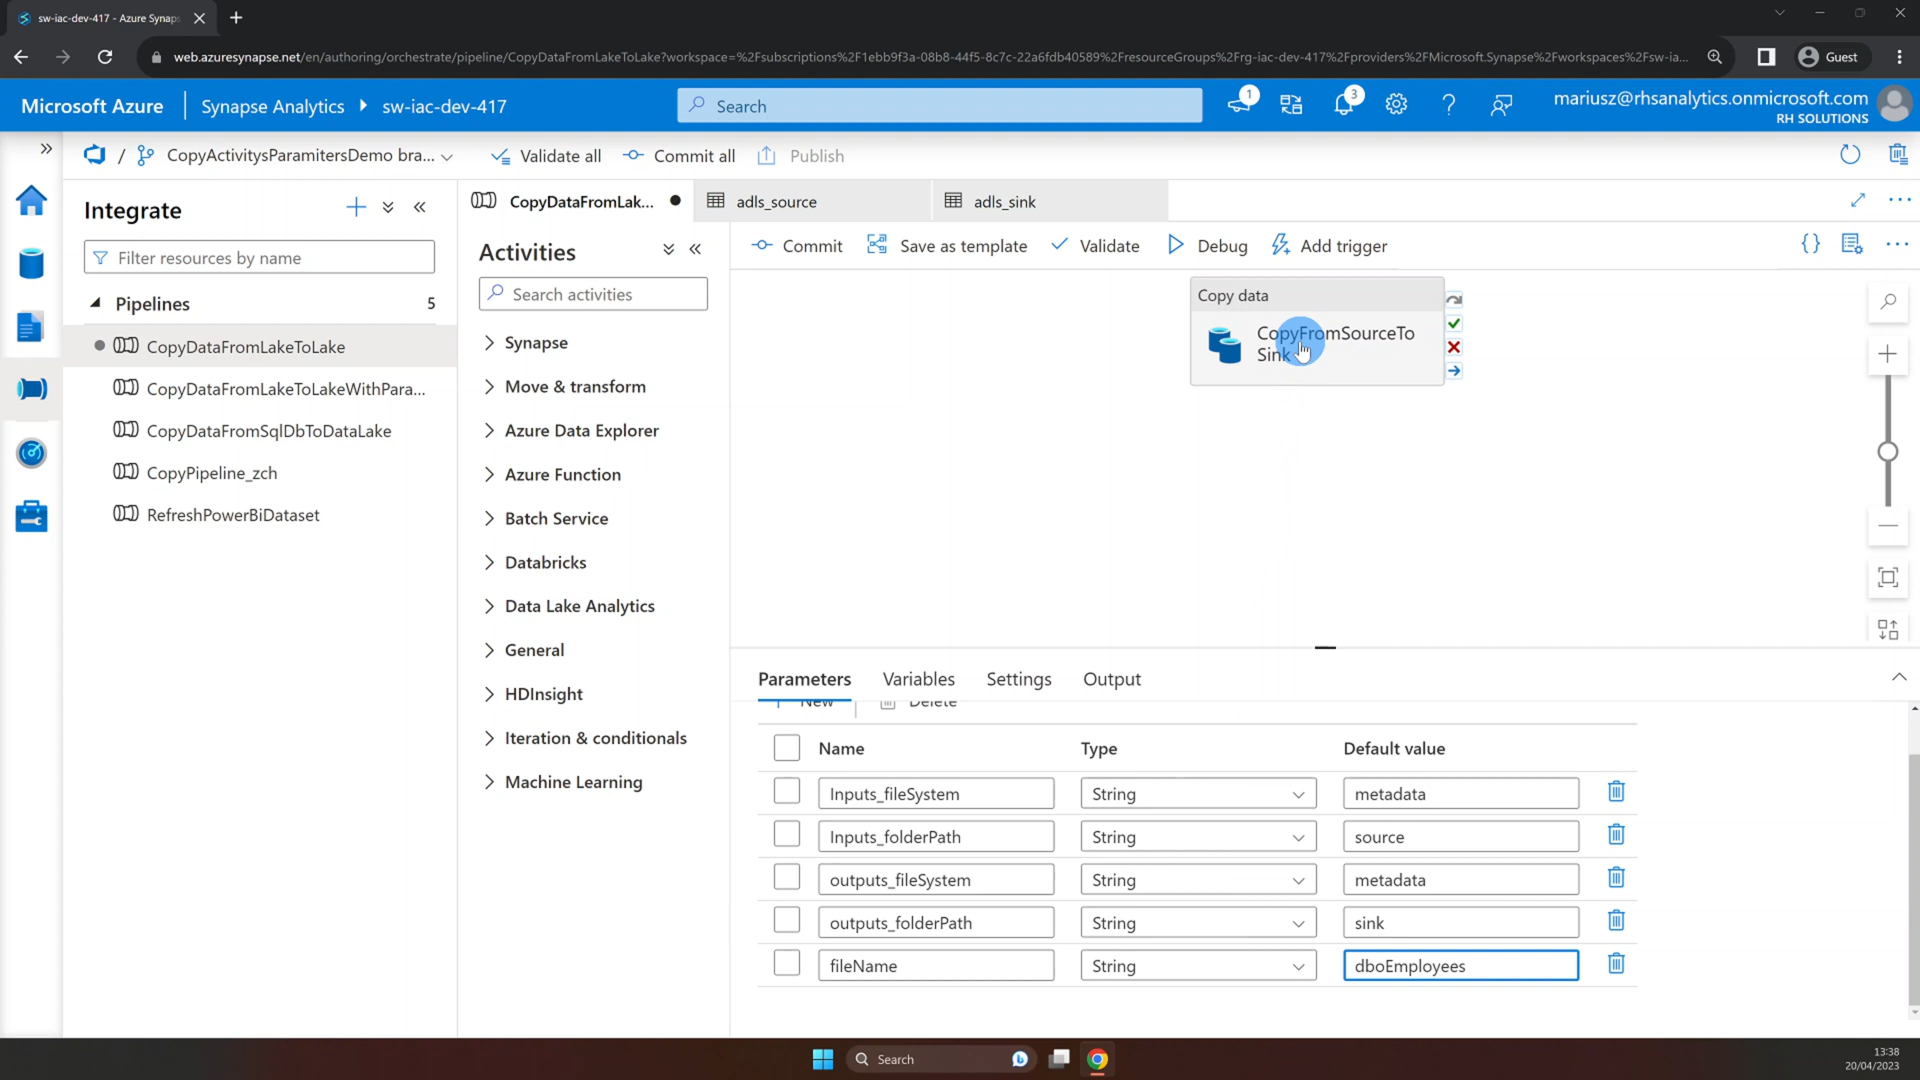 sw-iac-dev-417 - Azure Synaps
web.azuresynapse.net/en/authoring/orchestrate/pipeline/CopyDataFromLakeToLake?workspace=%2Fsubscriptions%2F1ebb9f3a-08b8-44f5-8c7c-22a6fdb40589%2FresourceGroups%2Frg-iac-dev-417%2Fproviders%2FMicrosoft.Synapse%2Fworkspaces%2Fsw-ia...
Guest
Microsoft Azure
Synapse Analytics
sw-iac-dev-417
Search
1
3
?
mariusz@rhsanalytics.onmicrosoft.com
RH SOLUTIONS
/
CopyActivitysParamitersDemo bra...
Validate all
Commit all
Publish
Integrate
Filter resources by name
Pipelines
5
CopyDataFromLakeToLake
CopyDataFromLakeToLakeWithPara...
CopyDataFromSqlDbToDataLake
CopyPipeline_zch
RefreshPowerBiDataset
CopyDataFromLak...
adls_source
adls_sink
Activities
Search activities
Synapse
Move & transform
Azure Data Explorer
Azure Function
Batch Service
Databricks
Data Lake Analytics
General
HDInsight
Iteration & conditionals
Machine Learning
Commit
Save as template
Validate
Debug
Add trigger
{}
Copy data
CopyFromSourceTo
Sink
Parameters
Variables
Settings
Output
New
Delete
Name
Type
Default value
Inputs_fileSystem
String
metadata
Inputs_folderPath
String
source
outputs_fileSystem
String
metadata
outputs_folderPath
String
sink
fileName
String
dboEmployees
Search
13:38
20/04/2023